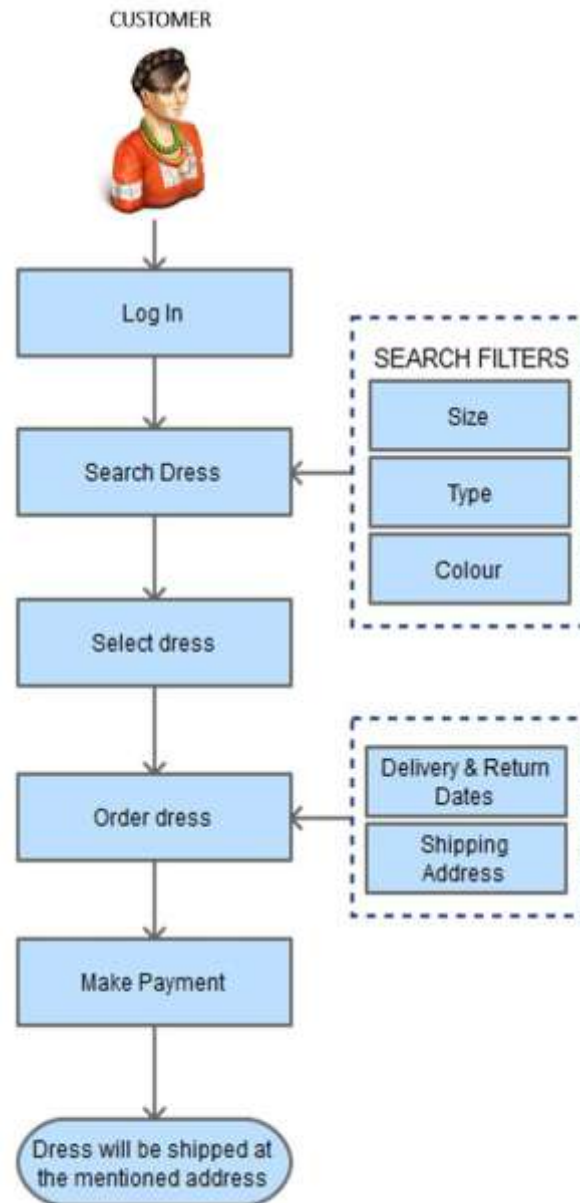 CUSTOMER
Log In
SEARCH FILTERS
Size
Search Dress
Type
Colour
Select dress
Delivery & Return
Dates
Order dress
Shipping
Address
Make Payment
Dress will be shipped at
the mentioned address